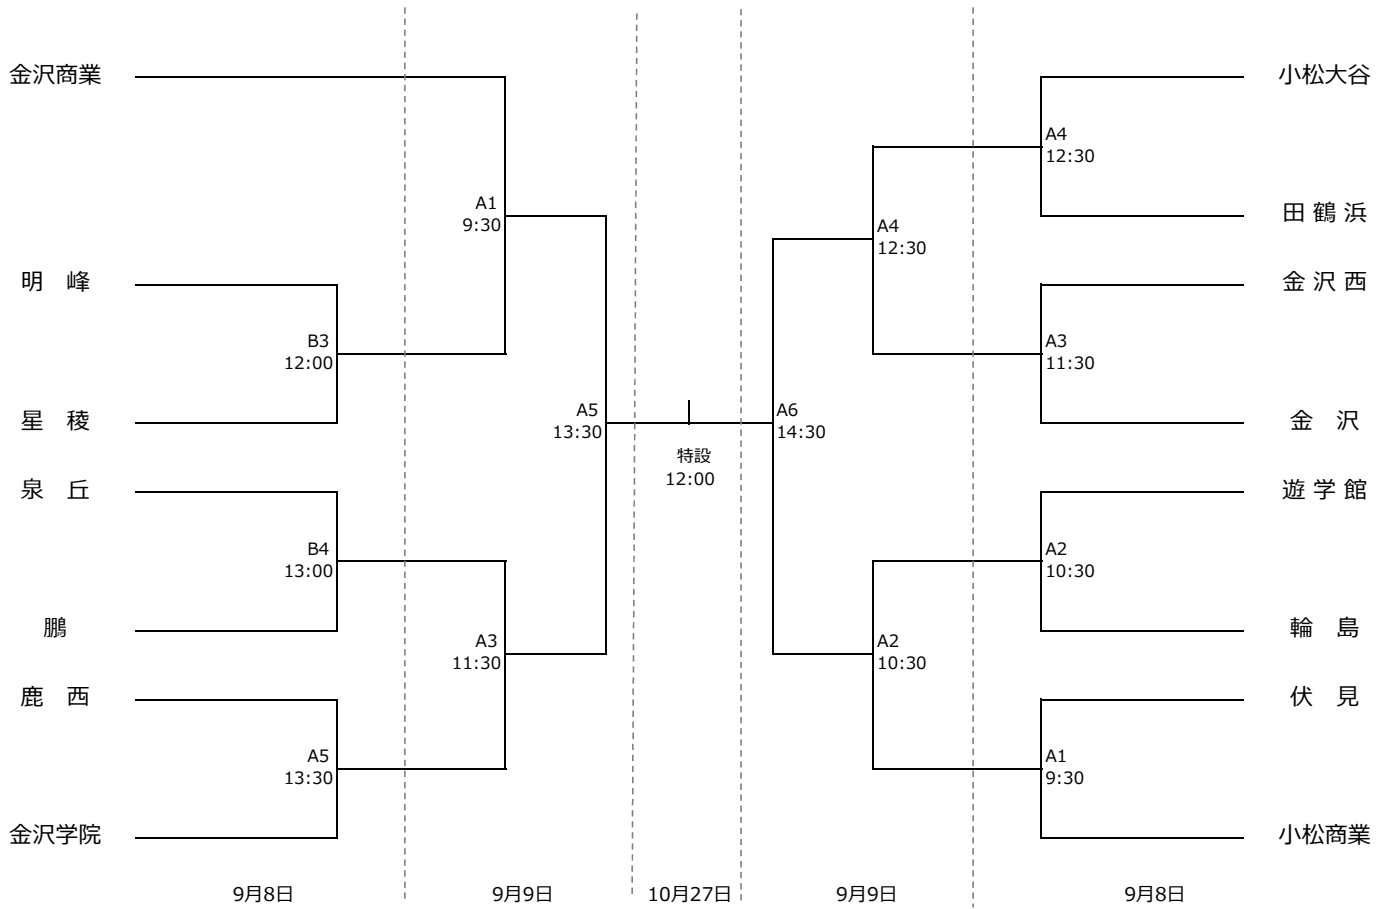 金沢商業
小松大谷
A4
12:30
A1
9:30
田 鶴 浜
A4
12:30
明　峰
金 沢 西
B3
12:00
A3
11:30
星　稜
A5
13:30
A6
14:30
金　沢
特設
12:00
泉　丘
遊 学 館
B4
13:00
A2
10:30
鵬
A3
11:30
A2
10:30
輪　島
鹿　西
伏　見
A5
13:30
A1
9:30
金沢学院
小松商業
9月8日
9月9日
10月27日
9月9日
9月8日